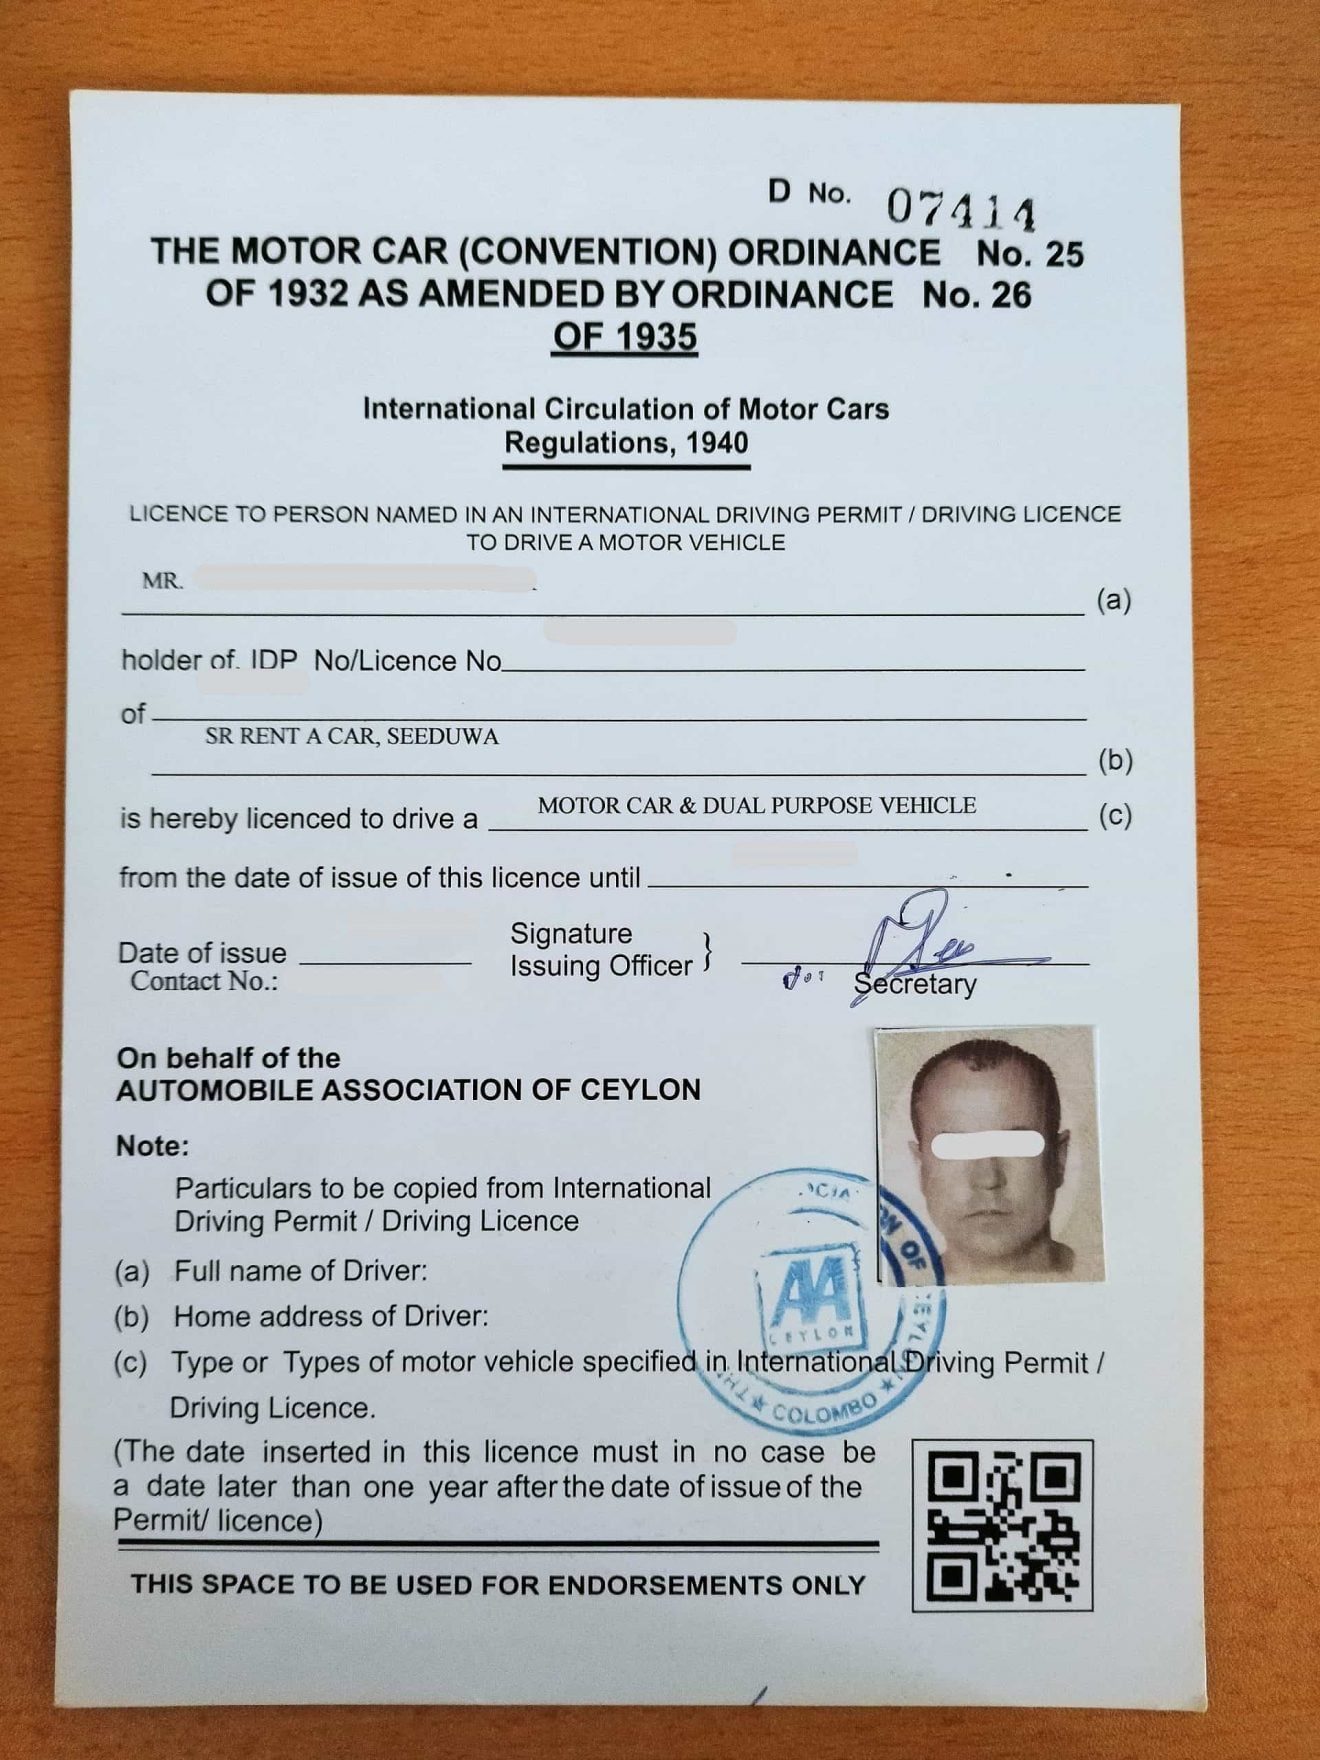 D No. 07414
THE MOTOR CAR (CONVENTION) ORDINANCE No. 25
OF 1932 AS AMENDED BY ORDINANCE No. 26
OF 1935
International Circulation of Motor Cars
Regulations, 1940
LICENCE TO PERSON NAMED IN AN INTERNATIONAL DRIVING PERMIT / DRIVING LICENCE
TO DRIVE A MOTOR VEHICLE
MR.
(a)
holder of. IDP No/Licence No
of
SR RENT A CAR, SEEDUWA
(b)
is hereby licenced to drive a MOTOR CAR & DUAL PURPOSE VEHICLE (c)
from the date of issue of this licence until
Date of issue
Contact No.:
Signature
Issuing Officer }
for Secretary
On behalf of the
AUTOMOBILE ASSOCIATION OF CEYLON
Note:
Particulars to be copied from International
Driving Permit / Driving Licence
(a) Full name of Driver:
(b) Home address of Driver:
(c) Type or Types of motor vehicle specified in International Driving Permit /
Driving Licence.
(The date inserted in this licence must in no case be
a date later than one year after the date of issue of the
Permit/ licence)
THIS SPACE TO BE USED FOR ENDORSEMENTS ONLY
AA
CEYLON
OF CEYLON ★ COLOMBO ★